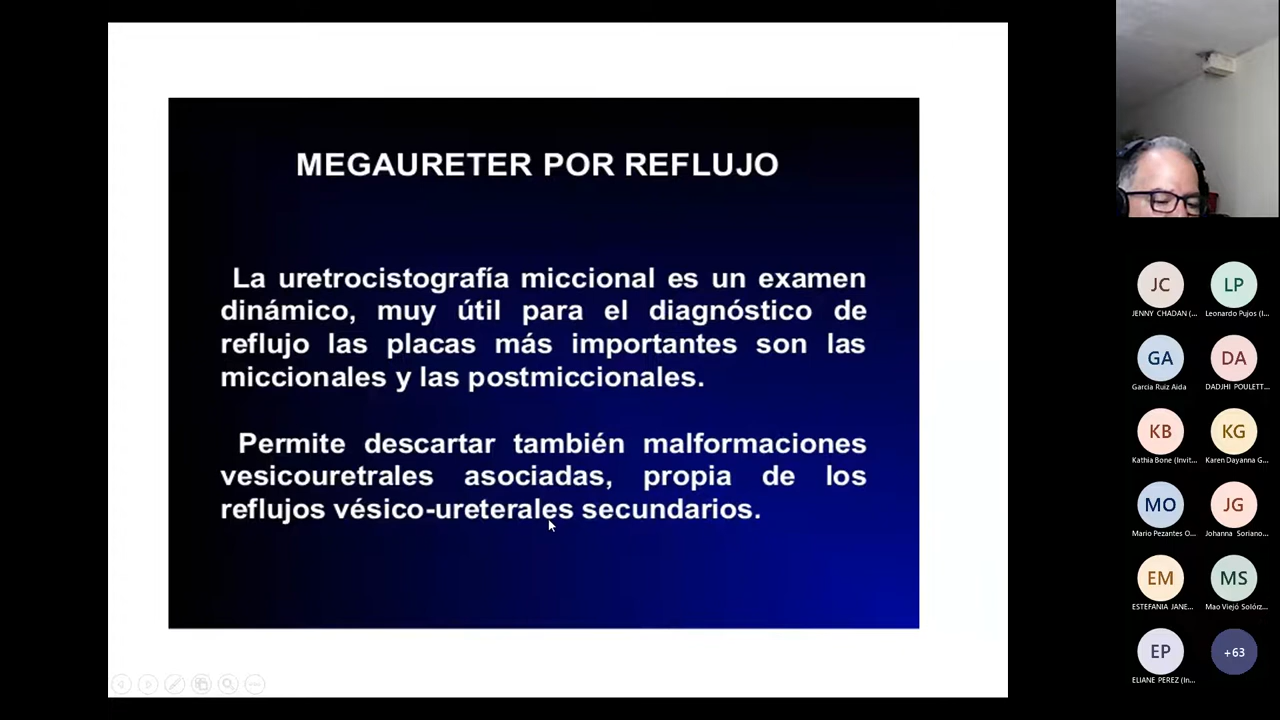 MEGAURETER POR REFLUJO
La uretrocistografía miccional es un examen
dinámico, muy útil para el diagnóstico de
reflujo las placas más importantes son las
miccionales y las postmiccionales.
Permite descartar también malformaciones
vesicouretrales asociadas, propia de los
reflujos vésico-ureterales secundarios.
JC
LP
JENNY CHADAN (...
Leonardo Pujos (I...
GA
DA
Garcia Ruiz Aida
DADJHI POULETT...
KB
KG
Kathia Bone (Invit...
Karen Dayanna G...
MO
JG
Mario Pezantes O...
Johanna Soriano...
EM
MS
ESTEFANIA JANE...
Mao Viejó Solórz...
EP
+63
ELIANE PEREZ (In...